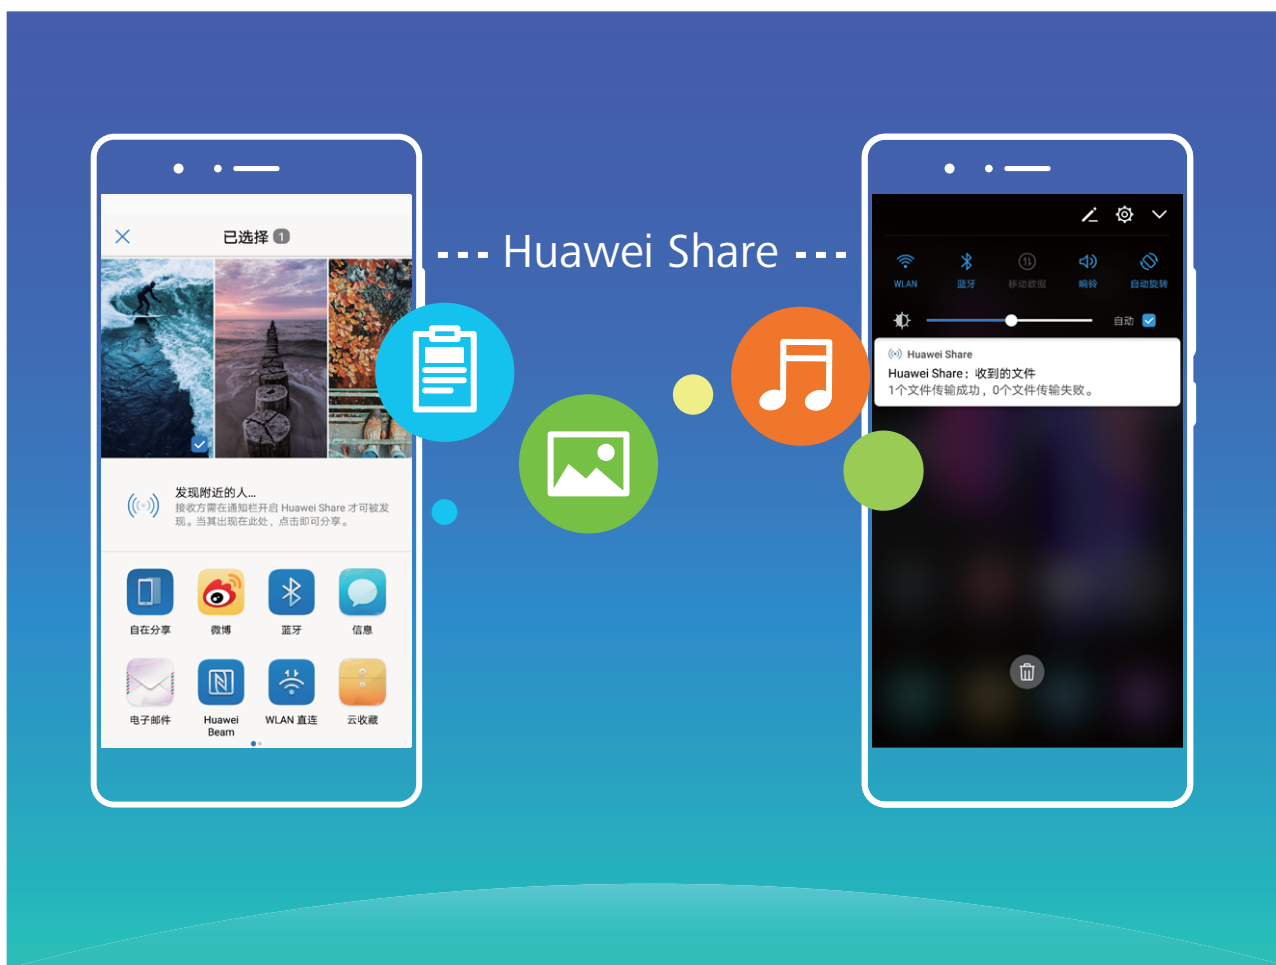 已选择 1
发现附近的人...
接收方需在通知栏开启 Huawei Share 才可被发
现。当其出现在此处，点击即可分享。
自在分享 微博 蓝牙 信息
电子邮件 Huawei Beam WLAN 直连 云收藏
Huawei Share
WLAN 蓝牙 移动数据 响铃 自动旋转
自动
Huawei Share
Huawei Share：收到的文件
1个文件传输成功，0个文件传输失败。